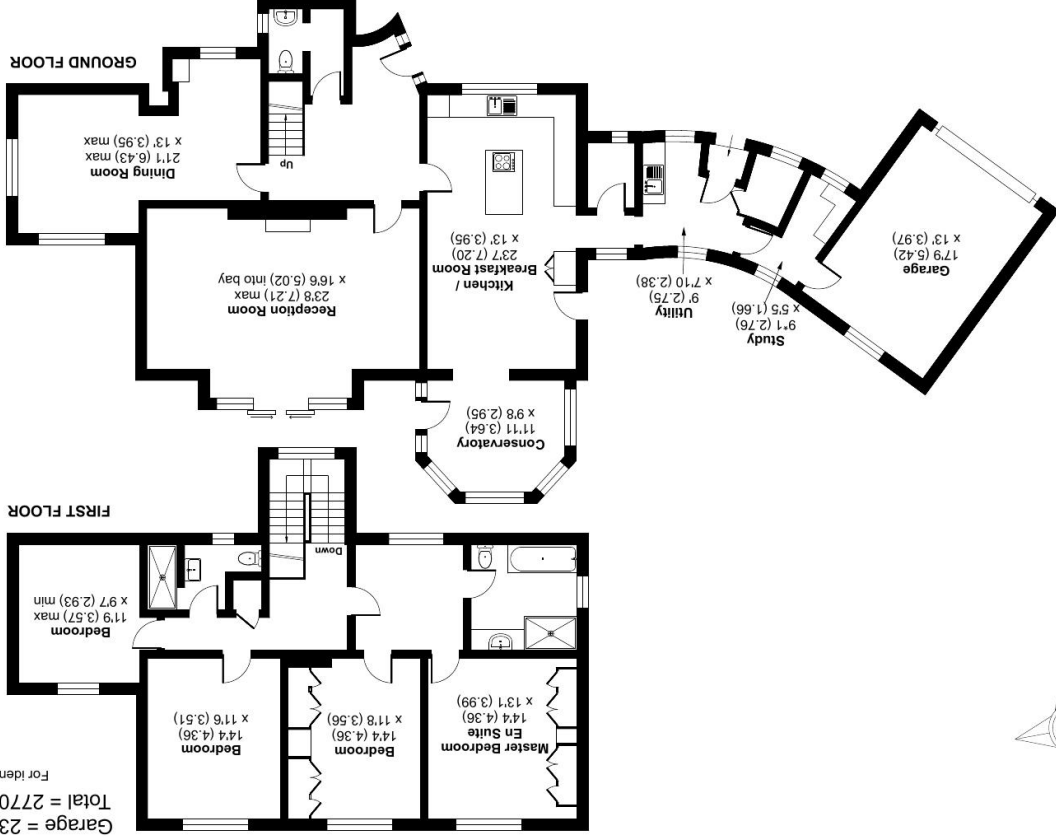 Garage = 23
Total = 2770
For iden
Master Bedroom
En Suite
14'4 (4.36)
x 13'1 (3.99)
Bedroom
14'4 (4.36)
x 11'8 (3.56)
Bedroom
14'4 (4.36)
x 11'6 (3.51)
Bedroom
11'9 (3.57) max
x 9'7 (2.93) min
Down
FIRST FLOOR
Conservatory
11'11 (3.64)
x 9'8 (2.95)
Study
9'1 (2.76)
x 5'5 (1.66)
Utility
9' (2.75)
x 7'10 (2.38)
Garage
17'9 (5.42)
x 13' (3.97)
Kitchen /
Breakfast Room
23'7 (7.20)
x 13' (3.95)
Reception Room
23'8 (7.21) max
x 16'6 (5.02) into bay
Dining Room
21'1 (6.43) max
x 13' (3.95) max
Up
GROUND FLOOR